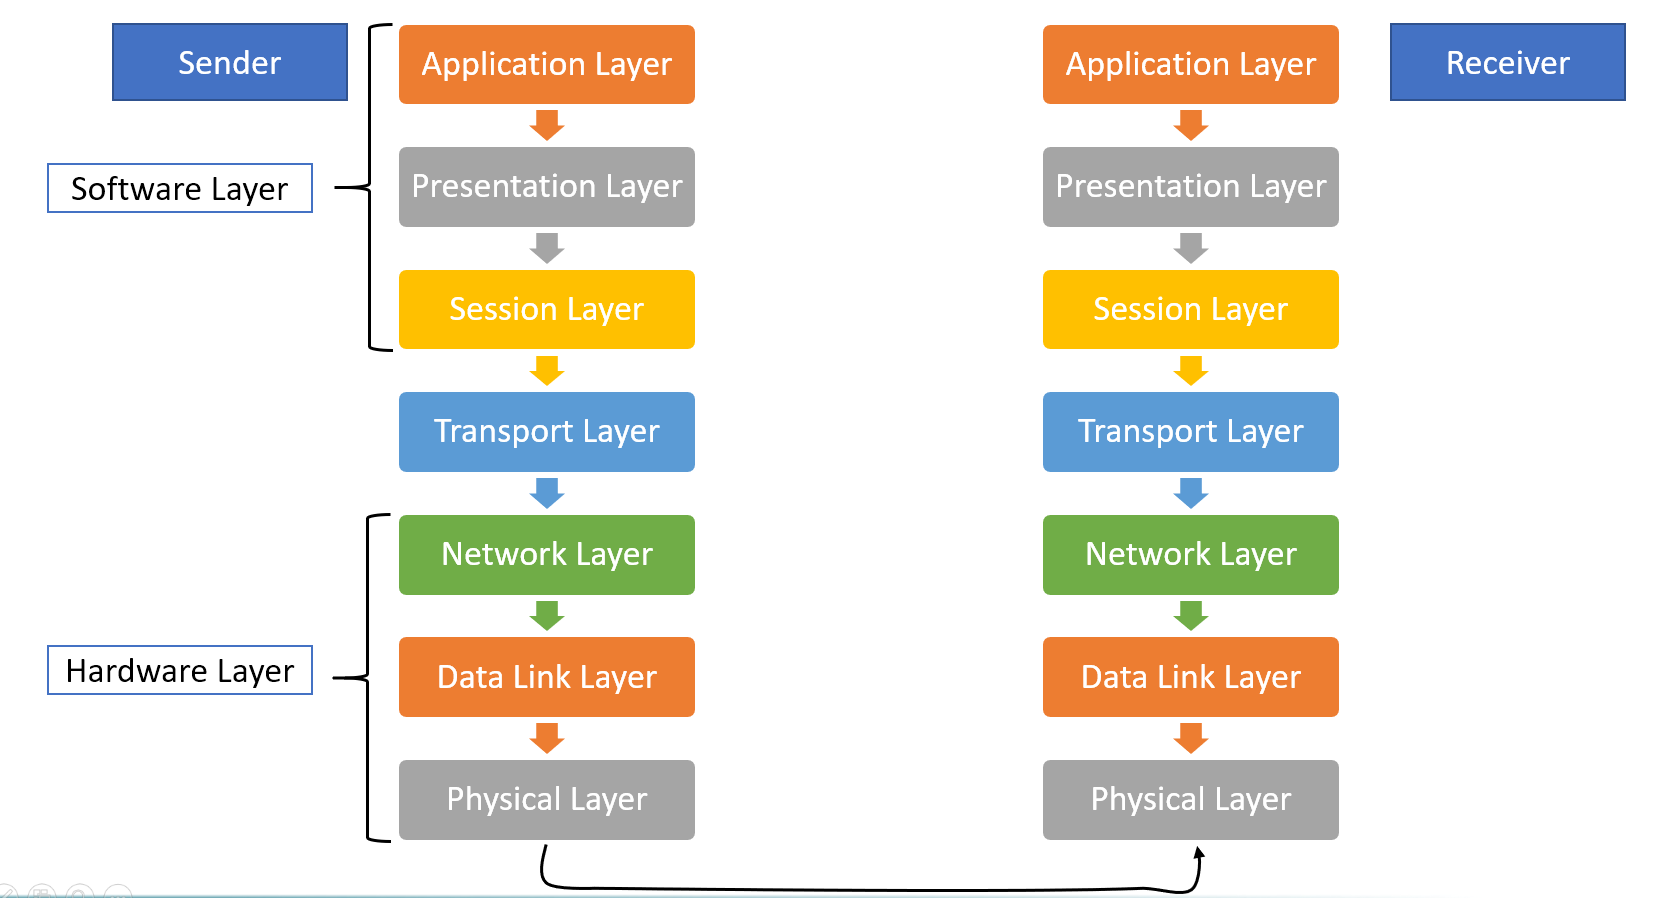 Sender
Application Layer
Application Layer
Receiver
Software Layer
Presentation Layer
Presentation Layer
Session Layer
Session Layer
Transport Layer
Transport Layer
Network Layer
Network Layer
Hardware Layer
Data Link Layer
Data Link Layer
Physical Layer
Physical Layer